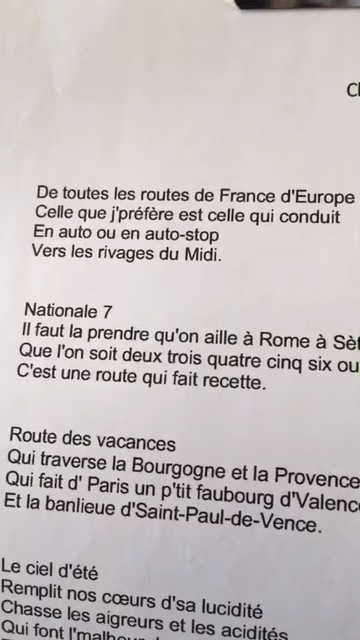 De toutes les routes de France d'Europe
Celle que j'préfère est celle qui conduit
En auto ou en auto-stop
Vers les rivages du Midi.
Nationale 7
Il faut la prendre qu'on aille à Rome à
Que l'on soit deux trois quatre cinq six ou
C'est une route qui fait recette.
Route des vacances
Qui traverse la Bourgogne et la Provence
Qui fait d' Paris un p'tit faubourg d'Valence
Et la banlieue d'Saint-Paul-de-Vence.
Le ciel d'été
Remplit nos cœurs d'sa lucidité
Chasse les aigreurs et les acidités
Qui font